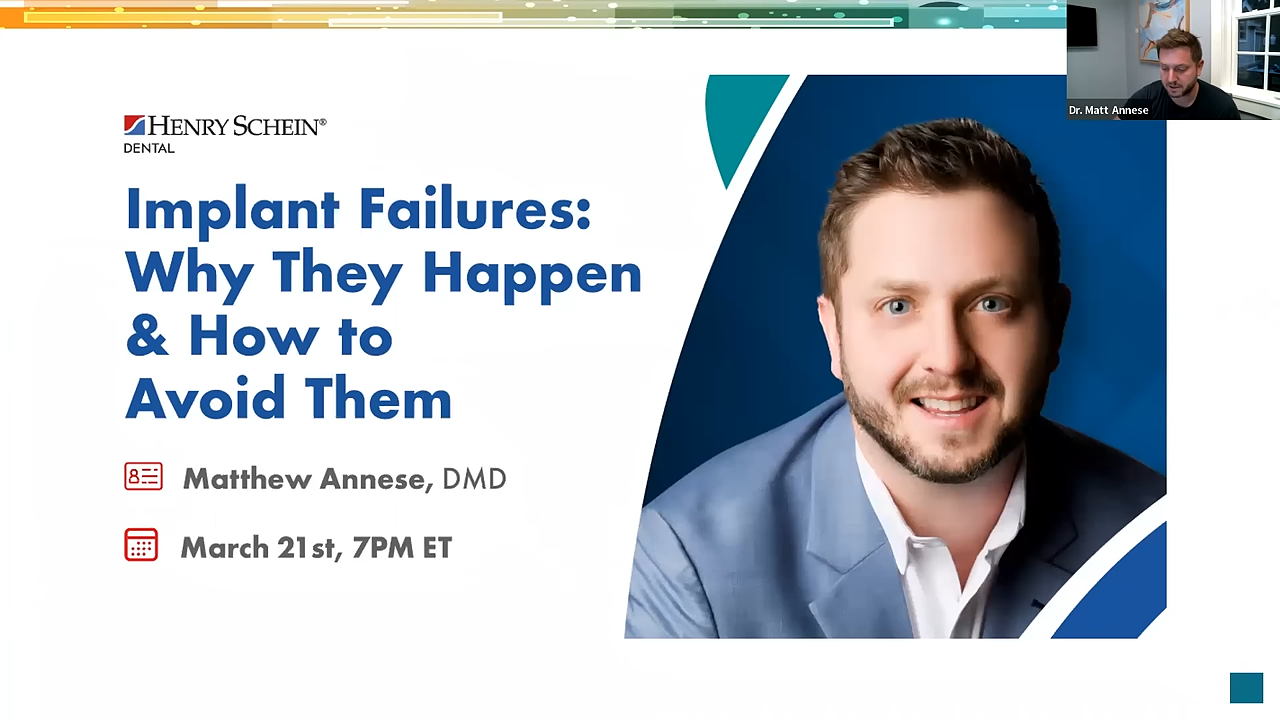 HENRY SCHEIN®
DENTAL
Implant Failures:
Why They Happen
& How to
Avoid Them
Matthew Annese, DMD
March 21st, 7PM ET
Dr. Matt Annese